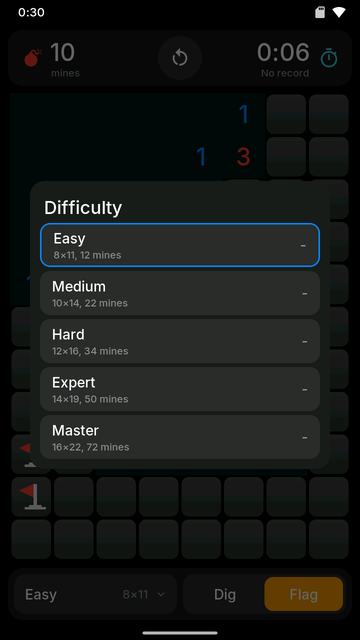 0:30
10
mines
0:06
No record
1
1 3
Difficulty
Easy
8×11, 12 mines
-
Medium
10×14, 22 mines
-
Hard
12×16, 34 mines
-
Expert
14×19, 50 mines
-
Master
16×22, 72 mines
-
Easy 8×11 Dig Flag